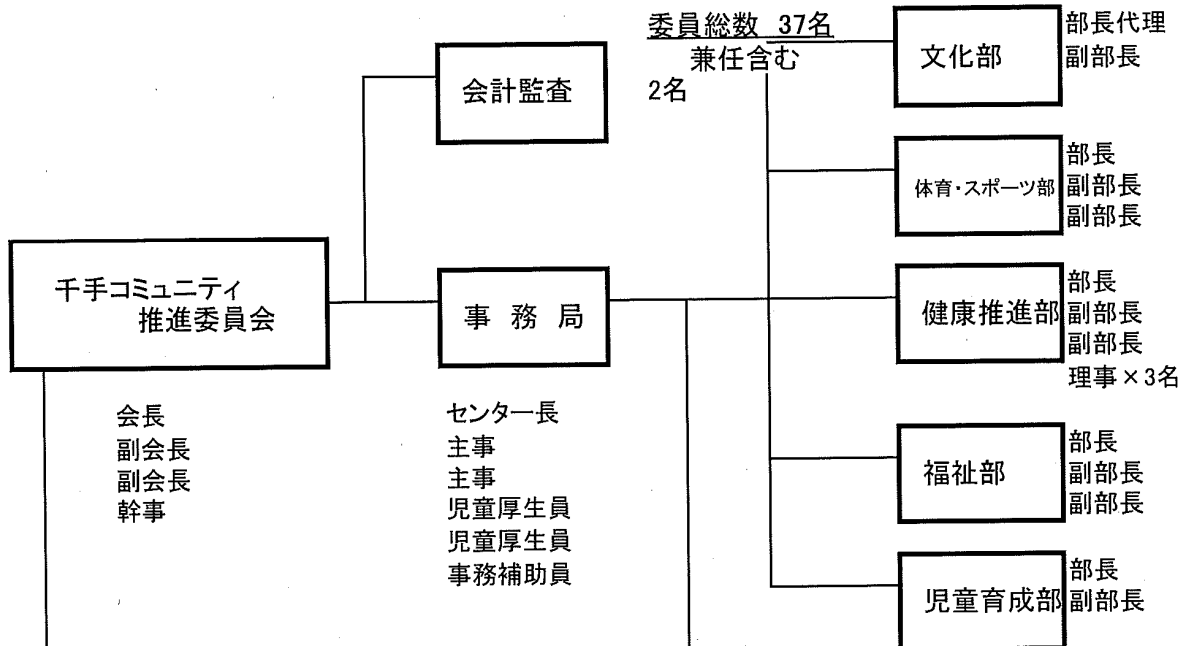 委員総数 37名
兼任含む
2名
会計監査
千手コミュニティ
推進委員会
会長
副会長
副会長
幹事
事 務 局
センター長
主事
主事
児童厚生員
児童厚生員
事務補助員
文化部
部長代理
副部長
体育・スポーツ部
部長
副部長
副部長
健康推進部
部長
副部長
副部長
理事×3名
福祉部
部長
副部長
副部長
児童育成部
部長
副部長